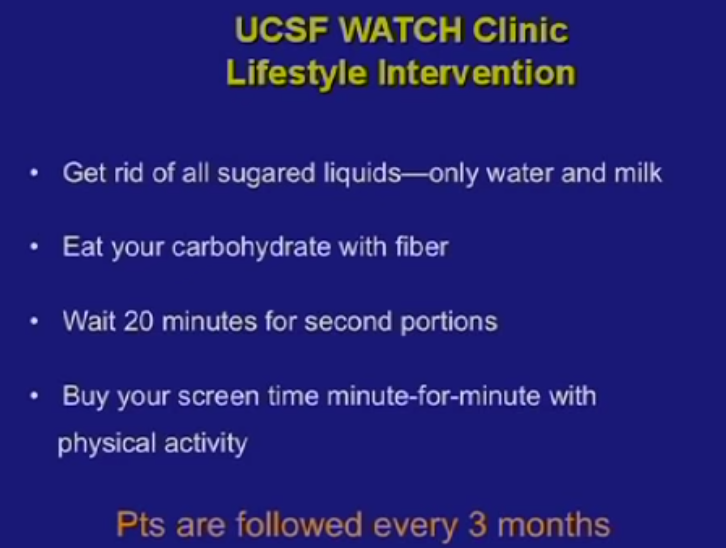 UCSF WATCH Clinic
Lifestyle Intervention
• Get rid of all sugared liquids—only water and milk
• Eat your carbohydrate with fiber
• Wait 20 minutes for second portions
• Buy your screen time minute-for-minute with
physical activity
Pts are followed every 3 months